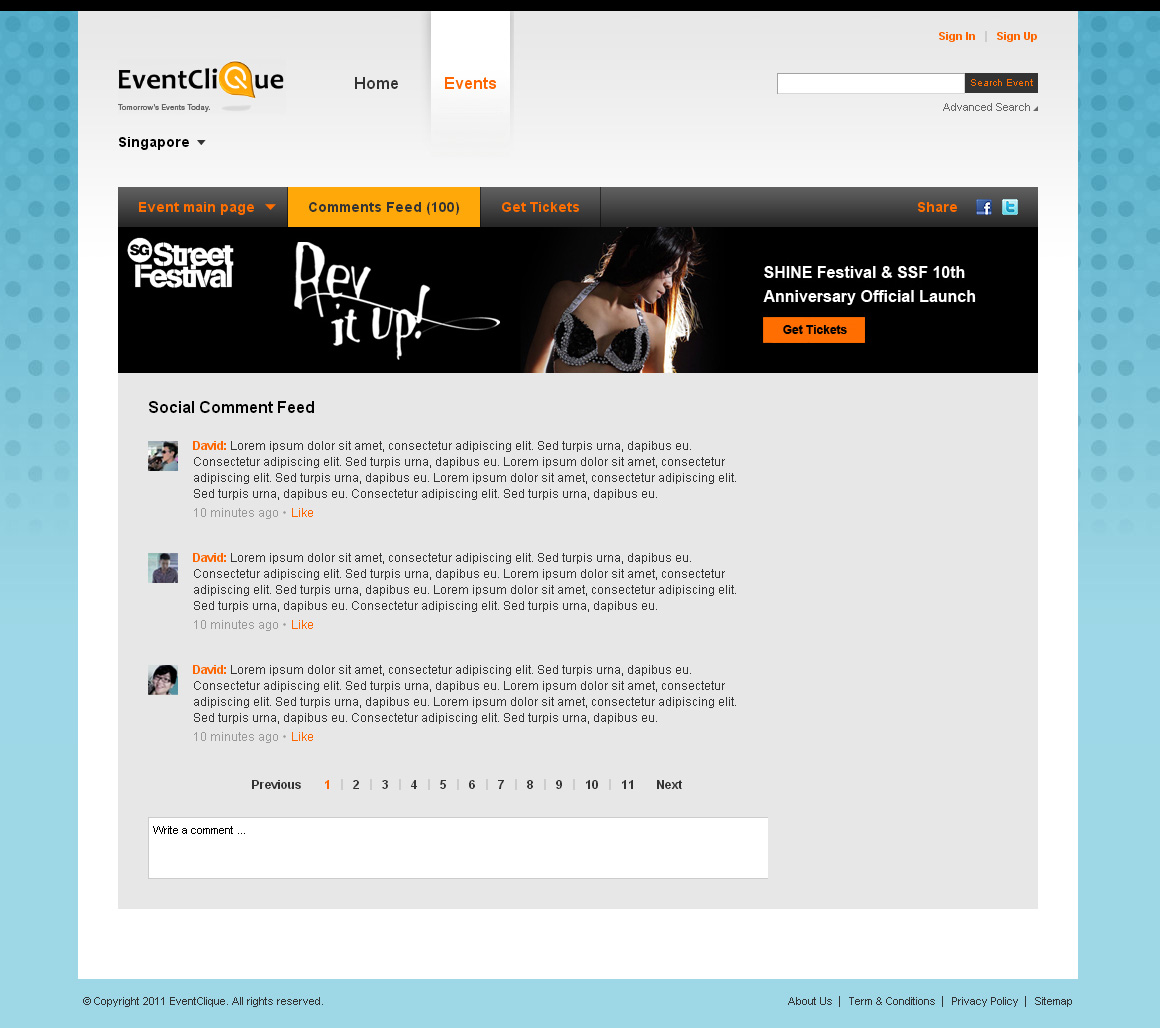 Sign In | Sign Up
EventCliQue
Tomorrow's Events Today.
Home
Events
Search Event
Advanced Search
Singapore
Event main page
Comments Feed (100)
Get Tickets
Share
SG Street
Festival
Rev
it up!
SHINE Festival & SSF 10th
Anniversary Official Launch
Get Tickets
Social Comment Feed
David: Lorem ipsum dolor sit amet, consectetur adipiscing elit. Sed turpis urna, dapibus eu.
Consectetur adipiscing elit. Sed turpis urna, dapibus eu. Lorem ipsum dolor sit amet, consectetur
adipiscing elit. Sed turpis urna, dapibus eu. Lorem ipsum dolor sit amet, consectetur adipiscing elit.
Sed turpis urna, dapibus eu. Consectetur adipiscing elit. Sed turpis urna, dapibus eu.
10 minutes ago • Like
David: Lorem ipsum dolor sit amet, consectetur adipiscing elit. Sed turpis urna, dapibus eu.
Consectetur adipiscing elit. Sed turpis urna, dapibus eu. Lorem ipsum dolor sit amet, consectetur
adipiscing elit. Sed turpis urna, dapibus eu. Lorem ipsum dolor sit amet, consectetur adipiscing elit.
Sed turpis urna, dapibus eu. Consectetur adipiscing elit. Sed turpis urna, dapibus eu.
10 minutes ago • Like
David: Lorem ipsum dolor sit amet, consectetur adipiscing elit. Sed turpis urna, dapibus eu.
Consectetur adipiscing elit. Sed turpis urna, dapibus eu. Lorem ipsum dolor sit amet, consectetur
adipiscing elit. Sed turpis urna, dapibus eu. Lorem ipsum dolor sit amet, consectetur adipiscing elit.
Sed turpis urna, dapibus eu. Consectetur adipiscing elit. Sed turpis urna, dapibus eu.
10 minutes ago • Like
Previous 1 | 2 | 3 | 4 | 5 | 6 | 7 | 8 | 9 | 10 | 11 Next
Write a comment ...
© Copyright 2011 EventClique. All rights reserved.
About Us | Term & Conditions | Privacy Policy | Sitemap